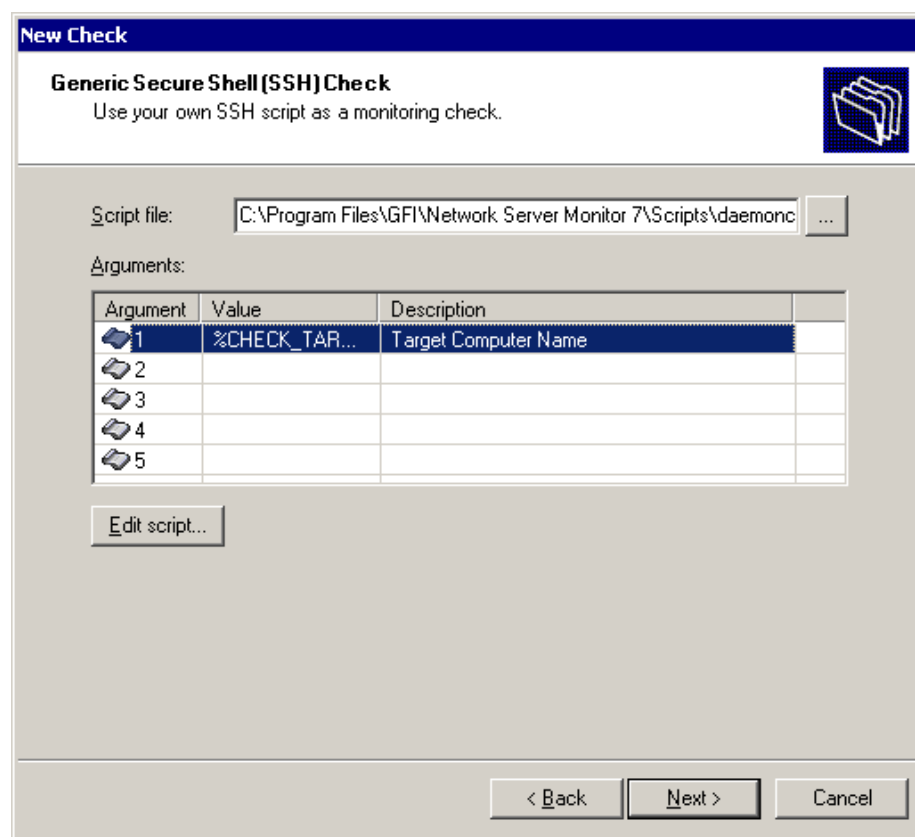 New Check
Generic Secure Shell (SSH) Check
Use your own SSH script as a monitoring check.
Script file: C:\Program Files\GFI\Network Server Monitor 7\Scripts\daemonc ...
Arguments:
Argument Value Description
1 %CHECK_TAR... Target Computer Name
2
3
4
5
Edit script...
< Back Next > Cancel